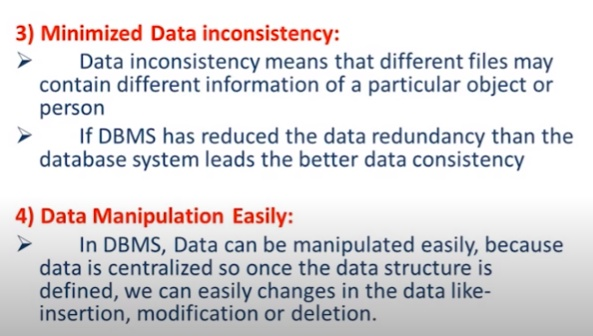 3) Minimized Data inconsistency:
➢ Data inconsistency means that different files may
contain different information of a particular object or
person
➢ If DBMS has reduced the data redundancy than the
database system leads the better data consistency
4) Data Manipulation Easily:
➢ In DBMS, Data can be manipulated easily, because
data is centralized so once the data structure is
defined, we can easily changes in the data like-
insertion, modification or deletion.